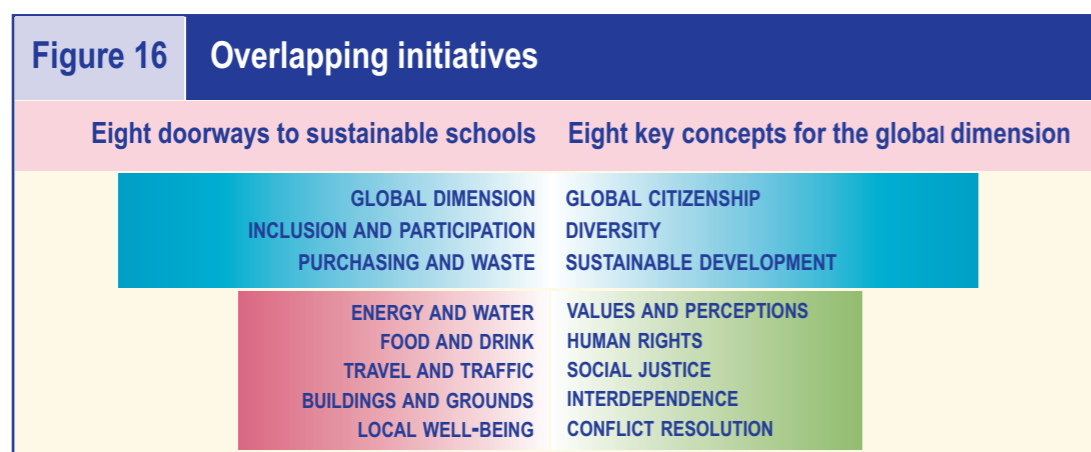 Figure 16 Overlapping initiatives
Eight doorways to sustainable schools Eight key concepts for the global dimension
GLOBAL DIMENSION GLOBAL CITIZENSHIP
INCLUSION AND PARTICIPATION DIVERSITY
PURCHASING AND WASTE SUSTAINABLE DEVELOPMENT
ENERGY AND WATER VALUES AND PERCEPTIONS
FOOD AND DRINK HUMAN RIGHTS
TRAVEL AND TRAFFIC SOCIAL JUSTICE
BUILDINGS AND GROUNDS INTERDEPENDENCE
LOCAL WELL-BEING CONFLICT RESOLUTION